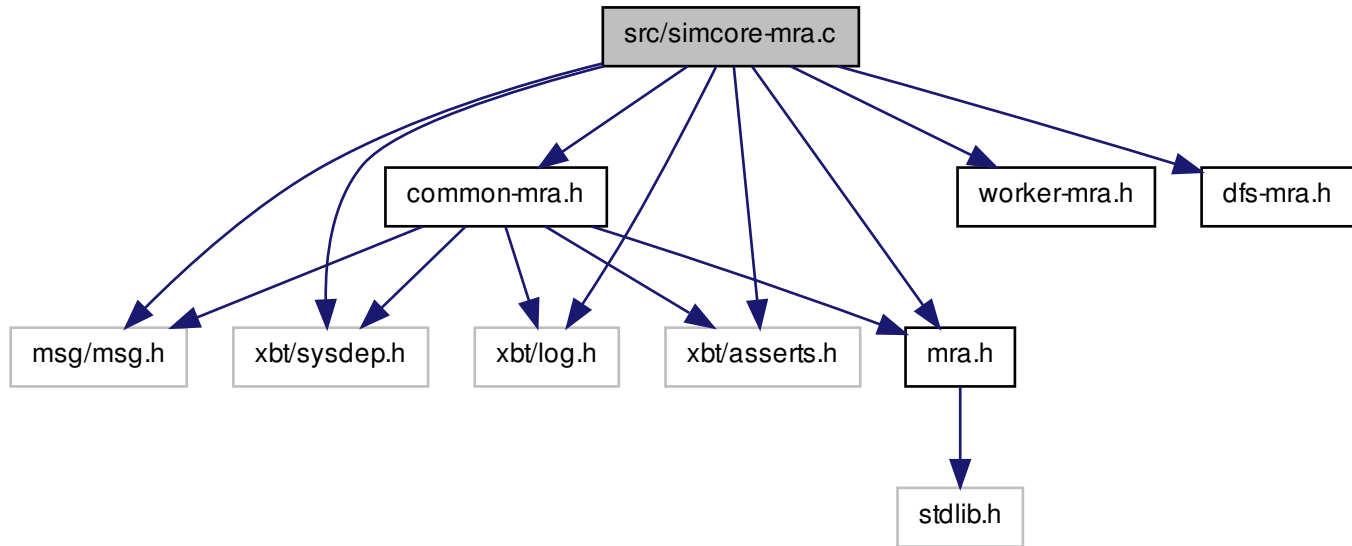 src/simcore-mra.c
common-mra.h
worker-mra.h
dfs-mra.h
msg/msg.h
xbt/sysdep.h
xbt/log.h
xbt/asserts.h
mra.h
stdlib.h